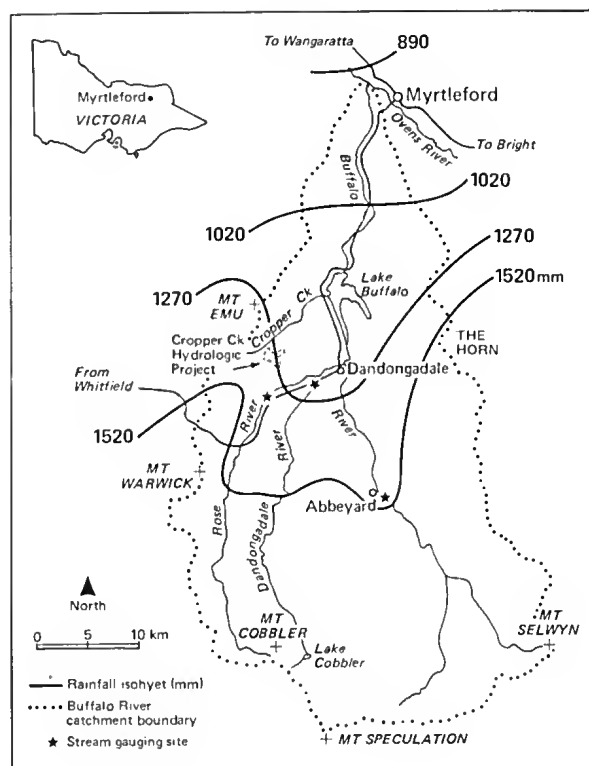 To Wangaratta
890
Myrtleford
Myrtleford
VICTORIA
Ovens River
To Bright
Buffalo
1020
1020
1270
1520 mm
Lake
Buffalo
1270
MT
EMU
Cropper Ck
THE
HORN
Cropper Ck
Hydrologic
Project
Dandongadale
From
Whitfield
River
River
River
1520
MT
WARWICK
Abbeyard
Rose
Dandongadale
North
MT
COBBLER
MT
SELWYN
0 5 10 km
Lake
Cobbler
Rainfall isohyet (mm)
Buffalo River
catchment boundary
Stream gauging site
MT SPECULATION